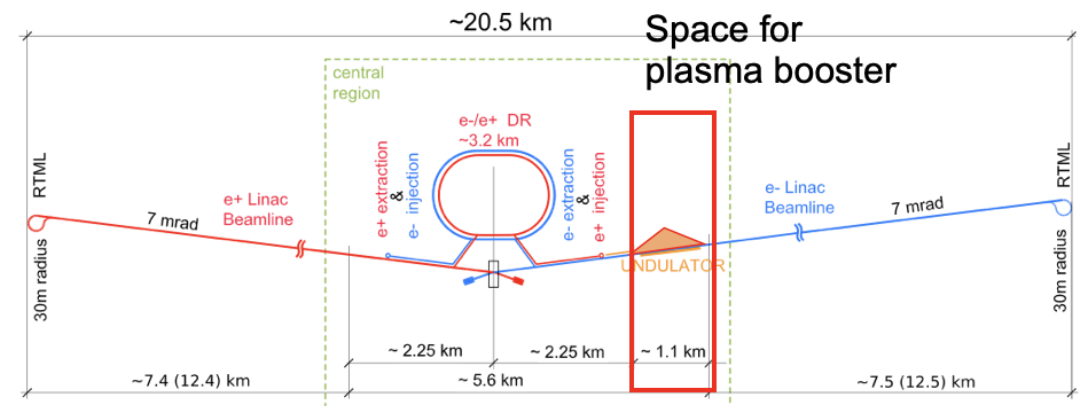 ~20.5 km
Space for
plasma booster
central
region
e-/e+ DR
~3.2 km
e+ extraction
&
e- injection
e- extraction
&
e+ injection
RTML
30m radius
e+ Linac
Beamline
7 mrad
UNDULATOR
e- Linac
Beamline
7 mrad
RTML
30m radius
~ 2.25 km
~ 2.25 km
~ 1.1 km
~7.4 (12.4) km
~ 5.6 km
~7.5 (12.5) km